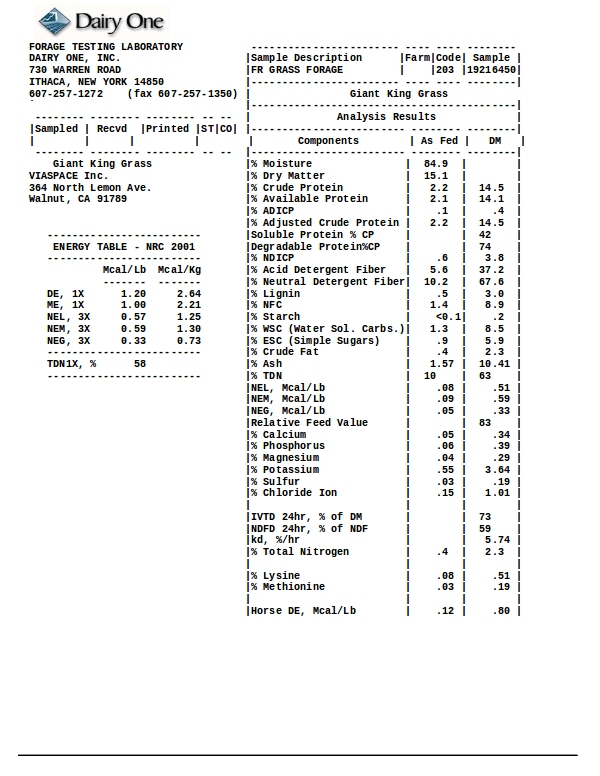 Dairy One
FORAGE TESTING LABORATORY
DAIRY ONE, INC.
730 WARREN ROAD
ITHACA, NEW YORK 14850
607-257-1272 (fax 607-257-1350)
Sampled | Recvd |Printed |ST|CO|
Giant King Grass
VIASPACE Inc.
364 North Lemon Ave.
Walnut, CA 91789
ENERGY TABLE - NRC 2001
Mcal/Lb Mcal/Kg
DE, 1X 1.20 2.64
ME, 1X 1.00 2.21
NEL, 3X 0.57 1.25
NEM, 3X 0.59 1.30
NEG, 3X 0.33 0.73
TDN1X, % 58
|Sample Description |Farm|Code| Sample |
|FR GRASS FORAGE | |203 |19216450|
Giant King Grass
Analysis Results
Components | As Fed | DM |
|% Moisture | 84.9 | |
|% Dry Matter | 15.1 | |
|% Crude Protein | 2.2 | 14.5 |
|% Available Protein | 2.1 | 14.1 |
|% ADICP | .1 | .4 |
|% Adjusted Crude Protein | 2.2 | 14.5 |
|Soluble Protein % CP | | 42 |
|Degradable Protein%CP | | 74 |
|% NDICP | .6 | 3.8 |
|% Acid Detergent Fiber | 5.6 | 37.2 |
|% Neutral Detergent Fiber| 10.2 | 67.6 |
|% Lignin | .5 | 3.0 |
|% NFC | 1.4 | 8.9 |
|% Starch | <0.1| .2 |
|% WSC (Water Sol. Carbs.)| 1.3 | 8.5 |
|% ESC (Simple Sugars) | .9 | 5.9 |
|% Crude Fat | .4 | 2.3 |
|% Ash | 1.57 | 10.41 |
|% TDN | 10 | 63 |
|NEL, Mcal/Lb | .08 | .51 |
|NEM, Mcal/Lb | .09 | .59 |
|NEG, Mcal/Lb | .05 | .33 |
|Relative Feed Value | | 83 |
|% Calcium | .05 | .34 |
|% Phosphorus | .06 | .39 |
|% Magnesium | .04 | .29 |
|% Potassium | .55 | 3.64 |
|% Sulfur | .03 | .19 |
|% Chloride Ion | .15 | 1.01 |
|IVTD 24hr, % of DM | | 73 |
|NDFD 24hr, % of NDF | | 59 |
|kd, %/hr | | 5.74 |
|% Total Nitrogen | .4 | 2.3 |
|% Lysine | .08 | .51 |
|% Methionine | .03 | .19 |
|Horse DE, Mcal/Lb | .12 | .80 |